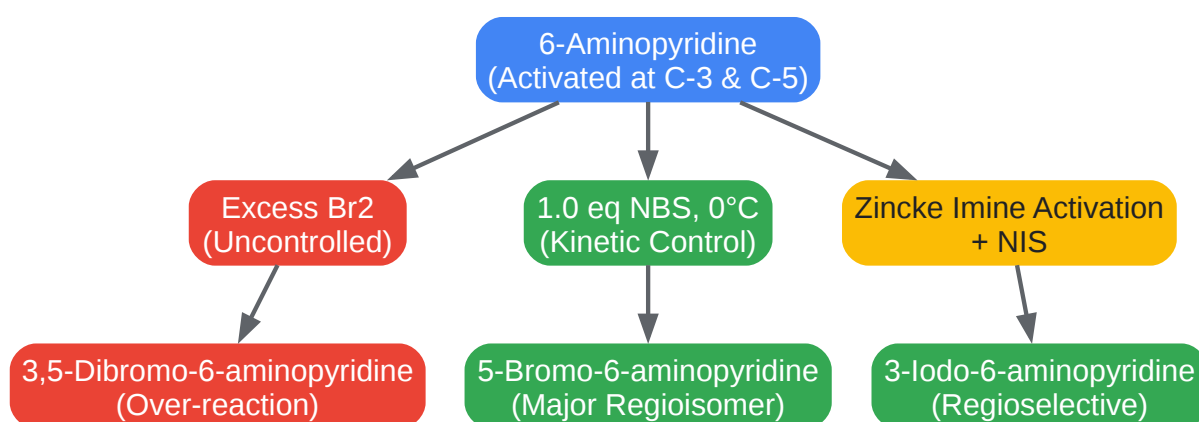 6-Aminopyridine
(Activated at C-3 & C-5)
Excess Br2
(Uncontrolled)
1.0 eq NBS, 0°C
(Kinetic Control)
Zincke Imine Activation
+ NIS
3,5-Dibromo-6-aminopyridine
(Over-reaction)
5-Bromo-6-aminopyridine
(Major Regioisomer)
3-Iodo-6-aminopyridine
(Regioselective)